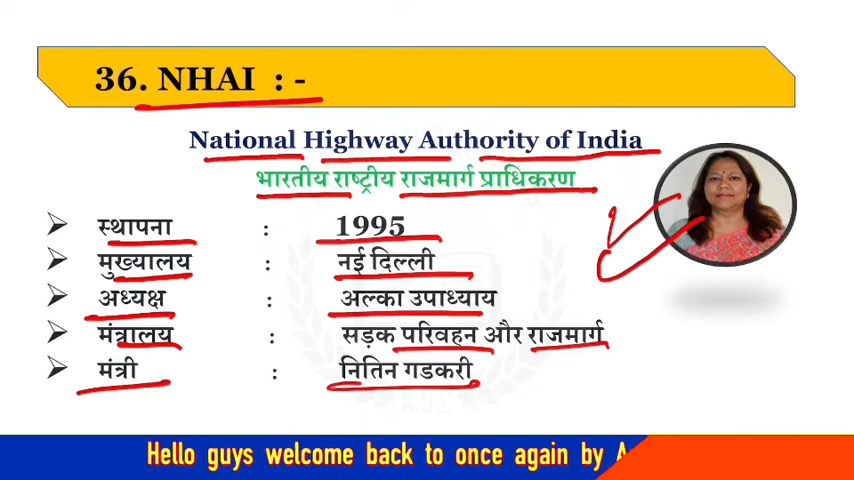 36. NHAI : -
National Highway Authority of India
भारतीय राष्ट्रीय राजमार्ग प्राधिकरण
➢ स्थापना : 1995
➢ मुख्यालय : नई दिल्ली
➢ अध्यक्ष : अल्का उपाध्याय
➢ मंत्रालय : सड़क परिवहन और राजमार्ग
➢ मंत्री : नितिन गडकरी
A.S.C
Hello guys welcome back to once again by A